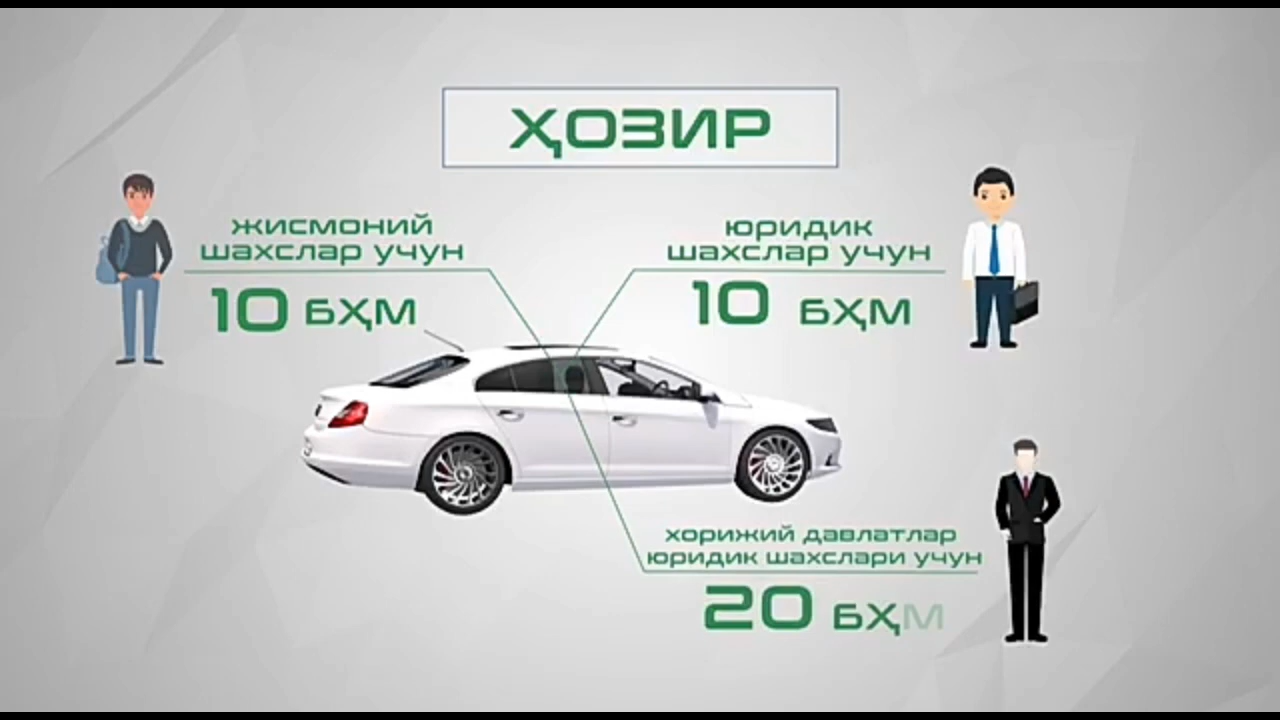 ҲОЗИР
ЖИСМОНИЙ
ШАХСЛАР УЧУН
10 БҲМ
ЮРИДИК
ШАХСЛАР УЧУН
10 БҲМ
ХОРИЖИЙ ДАВЛАТЛАР
ЮРИДИК ШАХСЛАРИ УЧУН
20 БҲМ